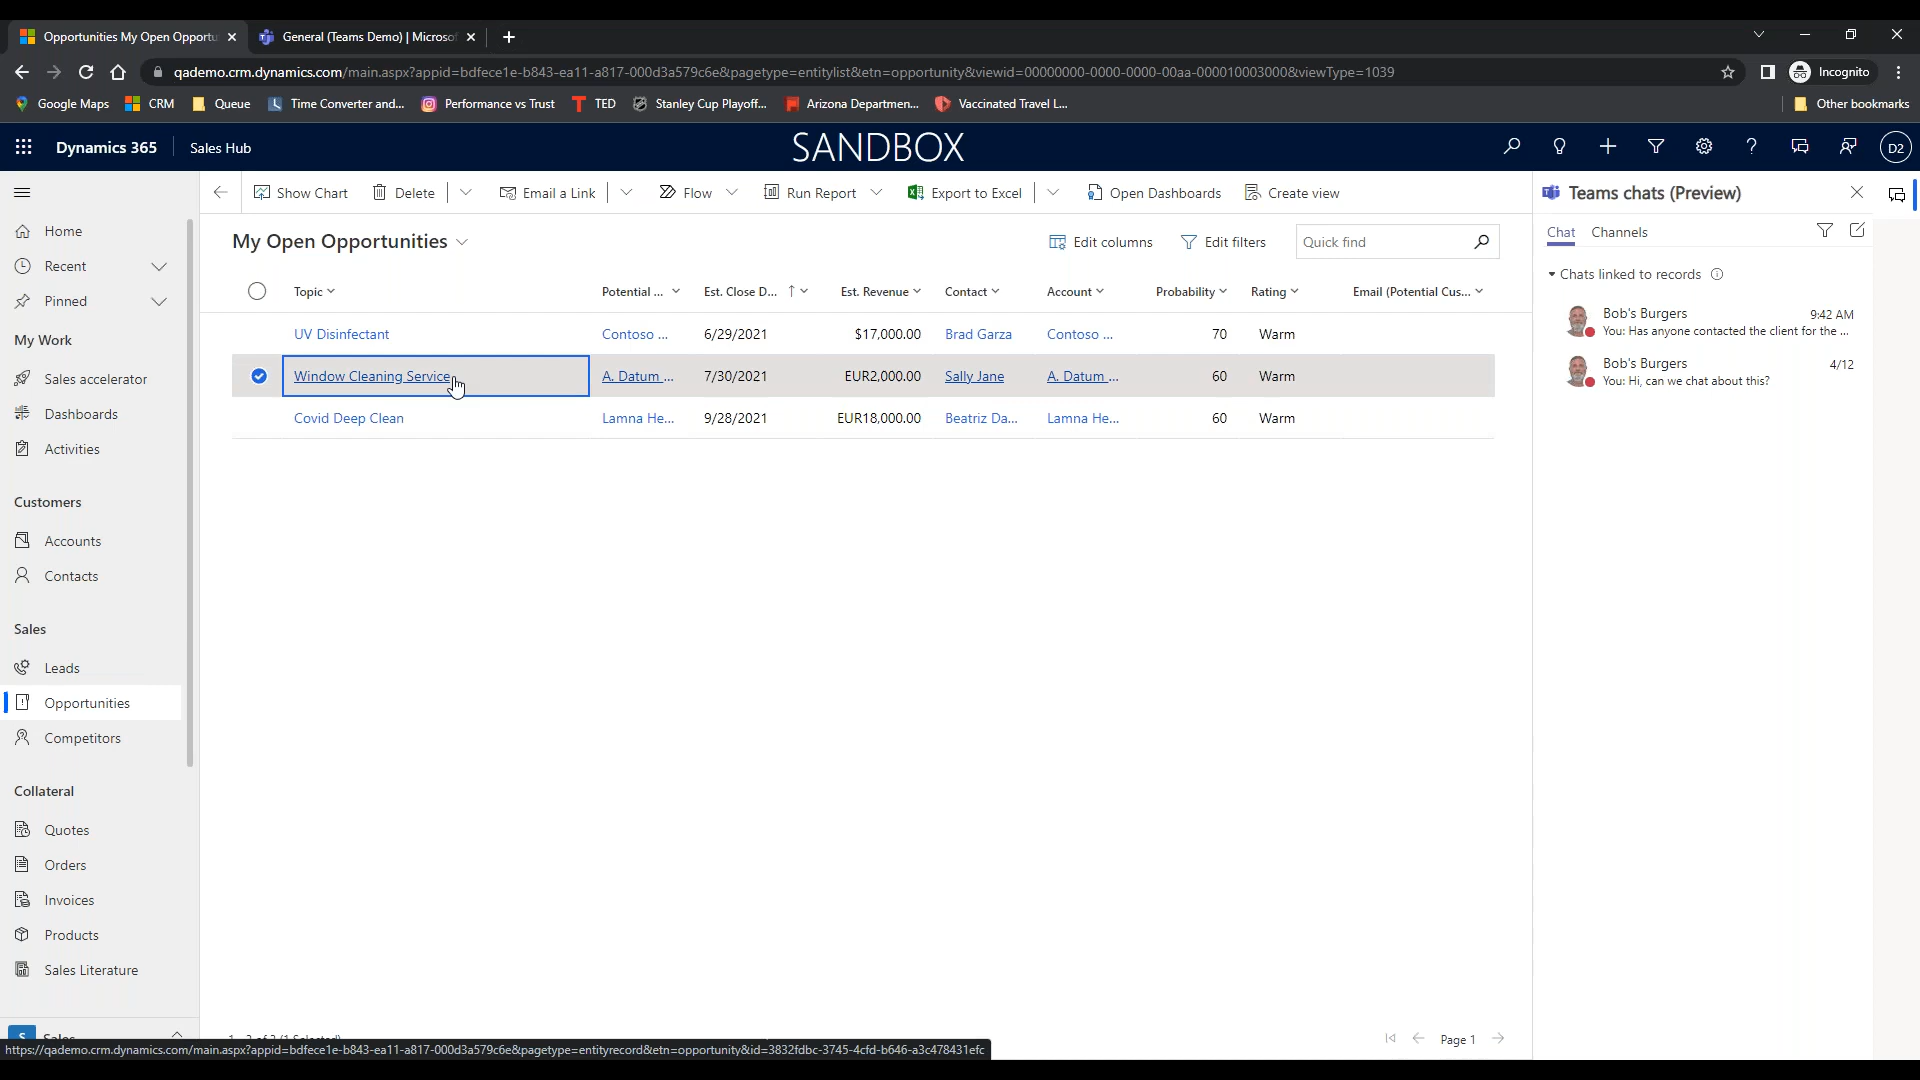 Opportunities My Open Opportu
General (Teams Demo) | Microsof
qademo.crm.dynamics.com/main.aspx?appid=bdfece1e-b843-ea11-a817-000d3a579c6e&pagetype=entitylist&etn=opportunity&viewid=00000000-0000-0000-00aa-000010003000&viewType=1039
Incognito
Google Maps CRM Queue Time Converter and... Performance vs Trust TED Stanley Cup Playoff... Arizona Departmen... Vaccinated Travel L... Other bookmarks
Dynamics 365 Sales Hub SANDBOX D2
Show Chart Delete Email a Link Flow Run Report Export to Excel Open Dashboards Create view
Teams chats (Preview)
Home
Recent
Pinned
My Work
Sales accelerator
Dashboards
Activities
Customers
Accounts
Contacts
Sales
Leads
Opportunities
Competitors
Collateral
Quotes
Orders
Invoices
Products
Sales Literature
My Open Opportunities Edit columns Edit filters Quick find
Topic Potential ... Est. Close D... Est. Revenue Contact Account Probability Rating Email (Potential Cus...
UV Disinfectant Contoso ... 6/29/2021 $17,000.00 Brad Garza Contoso ... 70 Warm
Window Cleaning Service A. Datum ... 7/30/2021 EUR2,000.00 Sally Jane A. Datum ... 60 Warm
Covid Deep Clean Lamna He... 9/28/2021 EUR18,000.00 Beatriz Da... Lamna He... 60 Warm
Chat Channels
Chats linked to records
Bob's Burgers 9:42 AM
You: Has anyone contacted the client for the ...
Bob's Burgers 4/12
You: Hi, can we chat about this?
Page 1
https://qademo.crm.dynamics.com/main.aspx?appid=bdfece1e-b843-ea11-a817-000d3a579c6e&pagetype=entityrecord&etn=opportunity&id=3832fdbc-3745-4cfd-b646-a3c478431efc